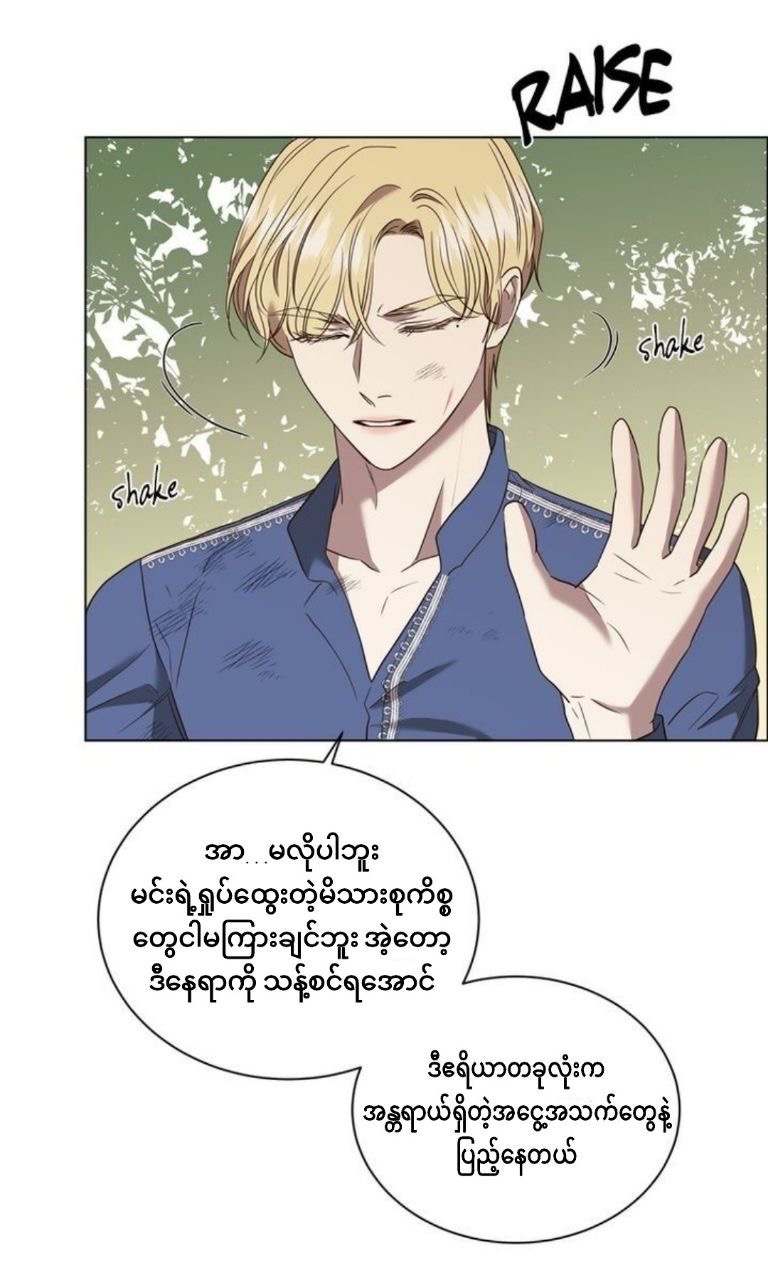 RAISE
shake
shake
အာ...မလိုပါဘူး
မင်းရဲ့ရှုပ်ထွေးတဲ့မိသားစုကိစ္စ
တွေငါမကြားချင်ဘူး အဲ့တော့
ဒီနေရာကို သန့်စင်ရအောင်
ဒီဧရိယာတခုလုံးက
အန္တရာယ်ရှိတဲ့အငွေ့အသက်တွေနဲ့
ပြည့်နေတယ်